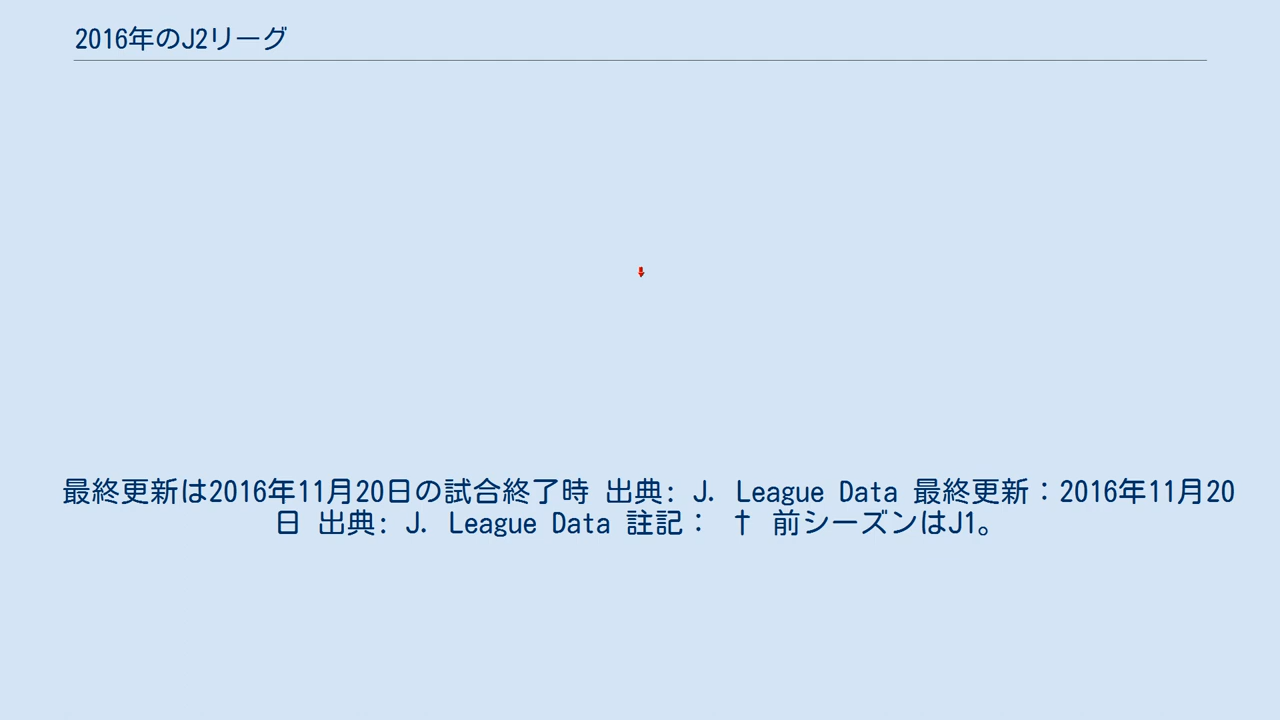 2016年のJ2リーグ
最終更新は2016年11月20日の試合終了時 出典: J. League Data 最終更新：2016年11月20
日 出典: J. League Data 註記： † 前シーズンはJ1。